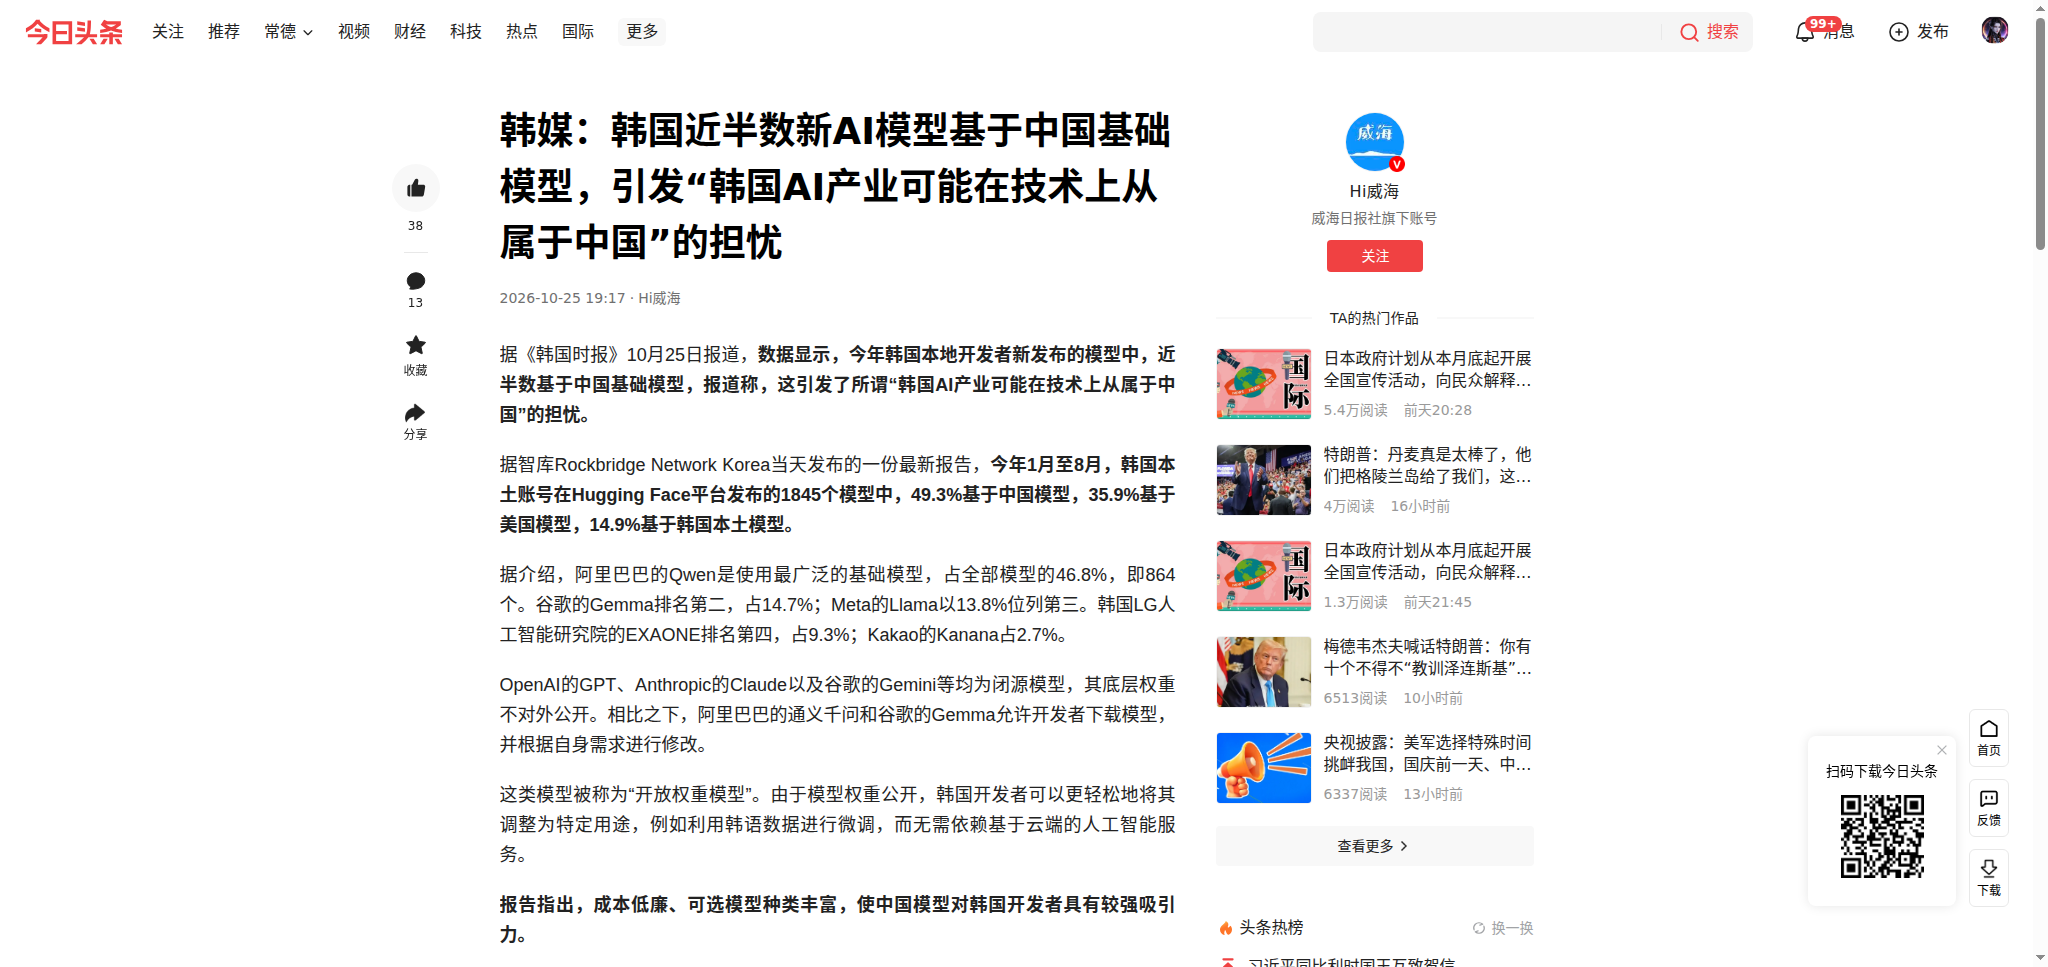 今日头条
关注 推荐 常德 视频 财经 科技 热点 国际 更多
搜索
99+
消息
发布
韩媒：韩国近半数新AI模型基于中国基础
模型，引发“韩国AI产业可能在技术上从
属于中国”的担忧
2026-10-25 19:17 · Hi威海
38
13
收藏
分享
据《韩国时报》10月25日报道，数据显示，今年韩国本地开发者新发布的模型中，近
半数基于中国基础模型，报道称，这引发了所谓“韩国AI产业可能在技术上从属于中
国”的担忧。
据智库Rockbridge Network Korea当天发布的一份最新报告，今年1月至8月，韩国本
土账号在Hugging Face平台发布的1845个模型中，49.3%基于中国模型，35.9%基于
美国模型，14.9%基于韩国本土模型。
据介绍，阿里巴巴的Qwen是使用最广泛的基础模型，占全部模型的46.8%，即864
个。谷歌的Gemma排名第二，占14.7%；Meta的Llama以13.8%位列第三。韩国LG人
工智能研究院的EXAONE排名第四，占9.3%；Kakao的Kanana占2.7%。
OpenAI的GPT、Anthropic的Claude以及谷歌的Gemini等均为闭源模型，其底层权重
不对外公开。相比之下，阿里巴巴的通义千问和谷歌的Gemma允许开发者下载模型，
并根据自身需求进行修改。
这类模型被称为“开放权重模型”。由于模型权重公开，韩国开发者可以更轻松地将其
调整为特定用途，例如利用韩语数据进行微调，而无需依赖基于云端的人工智能服
务。
报告指出，成本低廉、可选模型种类丰富，使中国模型对韩国开发者具有较强吸引
力。
威海
V
Hi威海
威海日报社旗下账号
关注
TA的热门作品
国际
日本政府计划从本月底起开展
全国宣传活动，向民众解释...
5.4万阅读 前天20:28
特朗普：丹麦真是太棒了，他
们把格陵兰岛给了我们，这...
4万阅读 16小时前
国际
日本政府计划从本月底起开展
全国宣传活动，向民众解释...
1.3万阅读 前天21:45
梅德韦杰夫喊话特朗普：你有
十个不得不“教训泽连斯基”...
6513阅读 10小时前
央视披露：美军选择特殊时间
挑衅我国，国庆前一天、中...
6337阅读 13小时前
查看更多
头条热榜
换一换
习近平同比利时国王互致贺信
扫码下载今日头条
首页
反馈
下载